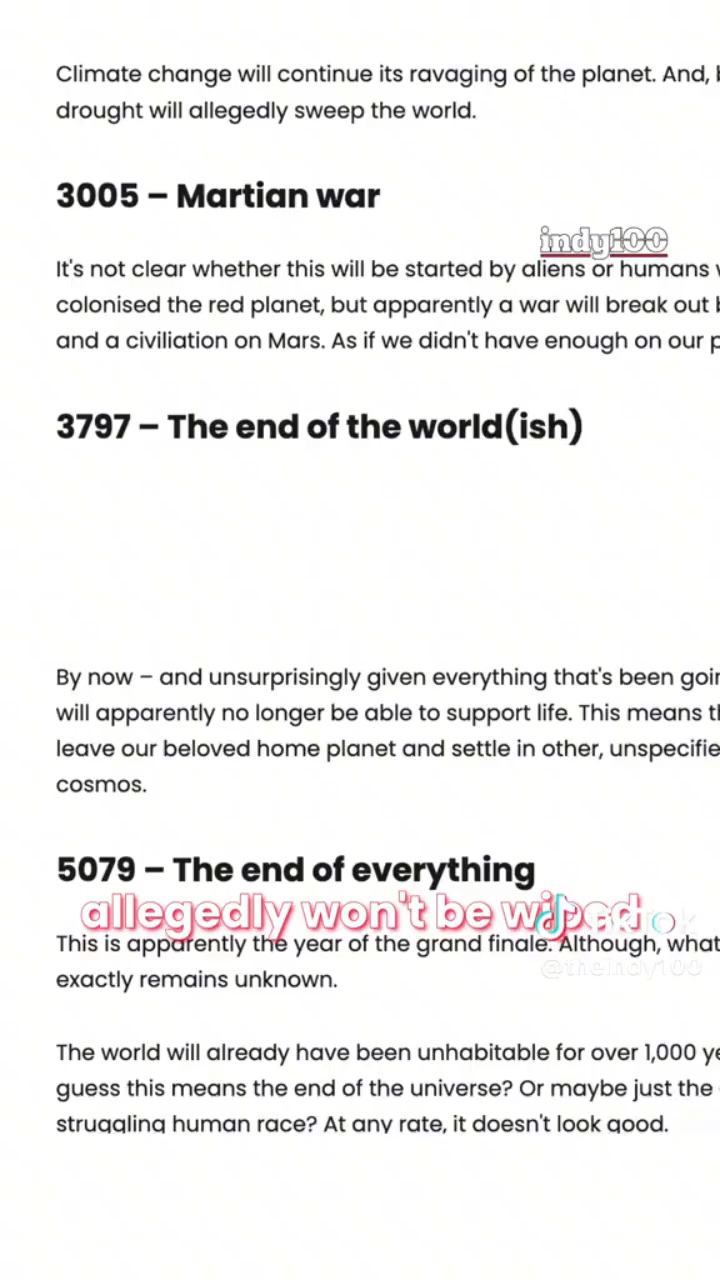 Climate change will continue its ravaging of the planet. And,
drought will allegedly sweep the world.
3005 – Martian war
indy100
It's not clear whether this will be started by aliens or humans
colonised the red planet, but apparently a war will break out
and a civiliation on Mars. As if we didn't have enough on our
3797 – The end of the world(ish)
By now – and unsurprisingly given everything that's been
will apparently no longer be able to support life. This means
leave our beloved home planet and settle in other,
cosmos.
5079 – The end of everything
allegedly won't be wiped
TikTok
This is apparently the year of the grand finale. Although, what
@theindy100
exactly remains unknown.
The world will already have been unhabitable for over 1,000
guess this means the end of the universe? Or maybe just the
struggling human race? At any rate, it doesn't look good.